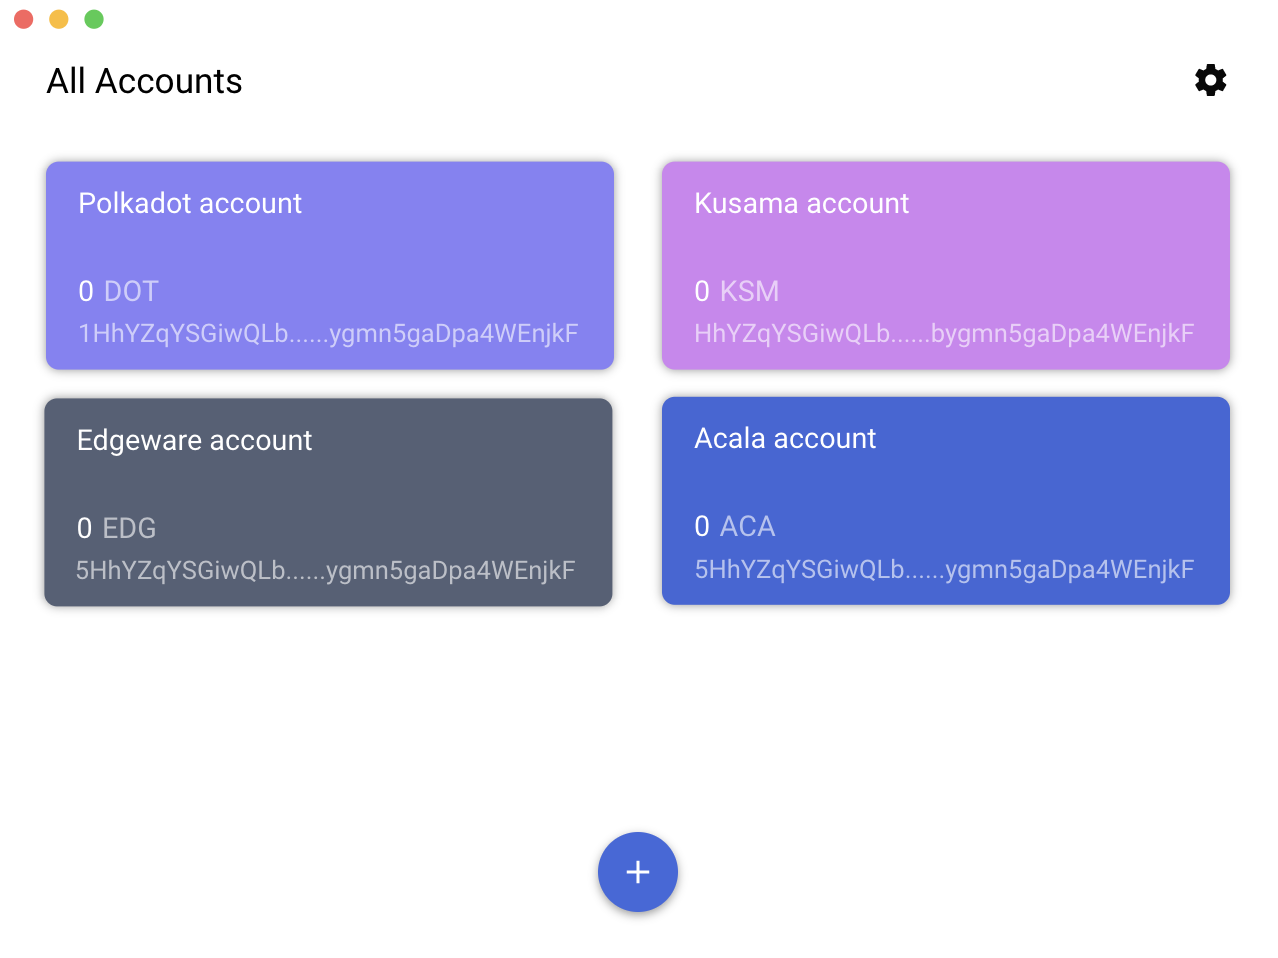 All Accounts
Polkadot account
0 DOT
1HhYZqYSGiwQLb......ygmn5gaDpa4WEnjkF
Kusama account
0 KSM
HhYZqYSGiwQLb......bygmn5gaDpa4WEnjkF
Edgeware account
0 EDG
5HhYZqYSGiwQLb......ygmn5gaDpa4WEnjkF
Acala account
0 ACA
5HhYZqYSGiwQLb......ygmn5gaDpa4WEnjkF